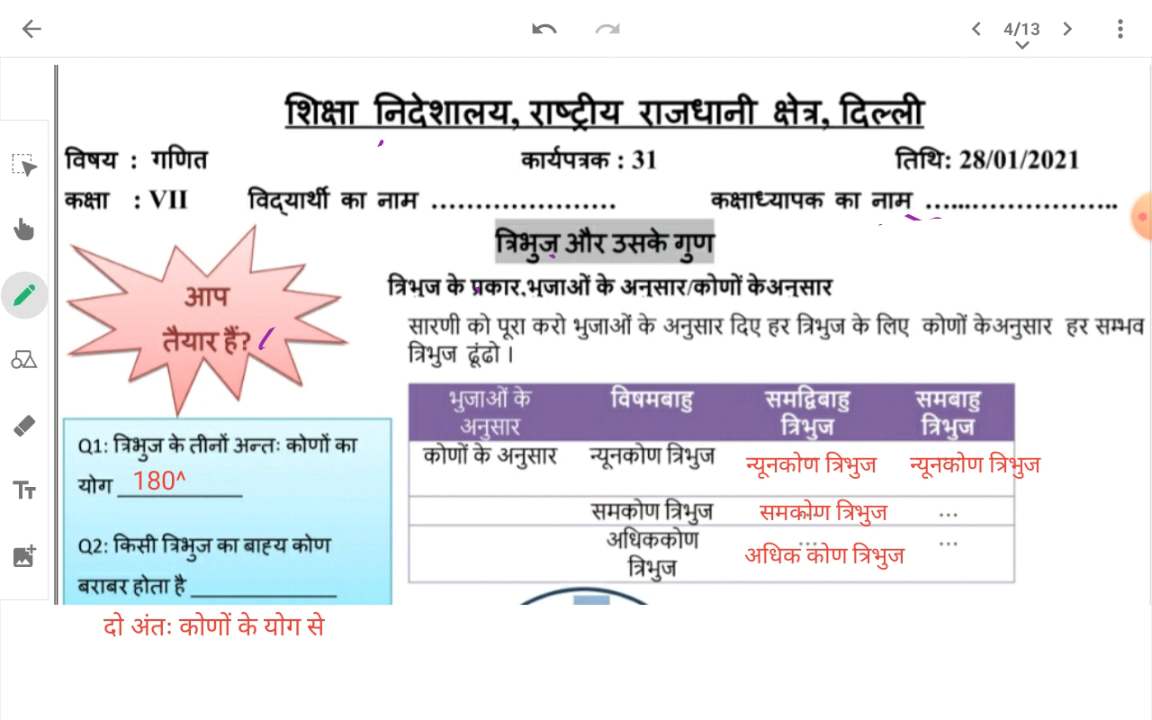 4/13
शिक्षा निदेशालय, राष्ट्रीय राजधानी क्षेत्र, दिल्ली
विषय : गणित कार्यपत्रक : 31 तिथि: 28/01/2021
कक्षा : VII विद्यार्थी का नाम ..................... कक्षाध्यापक का नाम ......................
त्रिभुज और उसके गुण
आप
तैयार हैं?
त्रिभुज के प्रकार,भुजाओं के अनुसार/कोणों केअनुसार
सारणी को पूरा करो भुजाओं के अनुसार दिए हर त्रिभुज के लिए कोणों केअनुसार हर सम्भव
त्रिभुज ढूंढो ।
भुजाओं के अनुसार विषमबाहु समद्विबाहु त्रिभुज समबाहु त्रिभुज
कोणों के अनुसार न्यूनकोण त्रिभुज न्यूनकोण त्रिभुज न्यूनकोण त्रिभुज
समकोण त्रिभुज समकोण त्रिभुज ...
अधिककोण त्रिभुज ... अधिक कोण त्रिभुज ...
Q1: त्रिभुज के तीनों अन्तः कोणों का
योग 180^
Q2: किसी त्रिभुज का बाह्य कोण
बराबर होता है ____________
दो अंतः कोणों के योग से
Tт